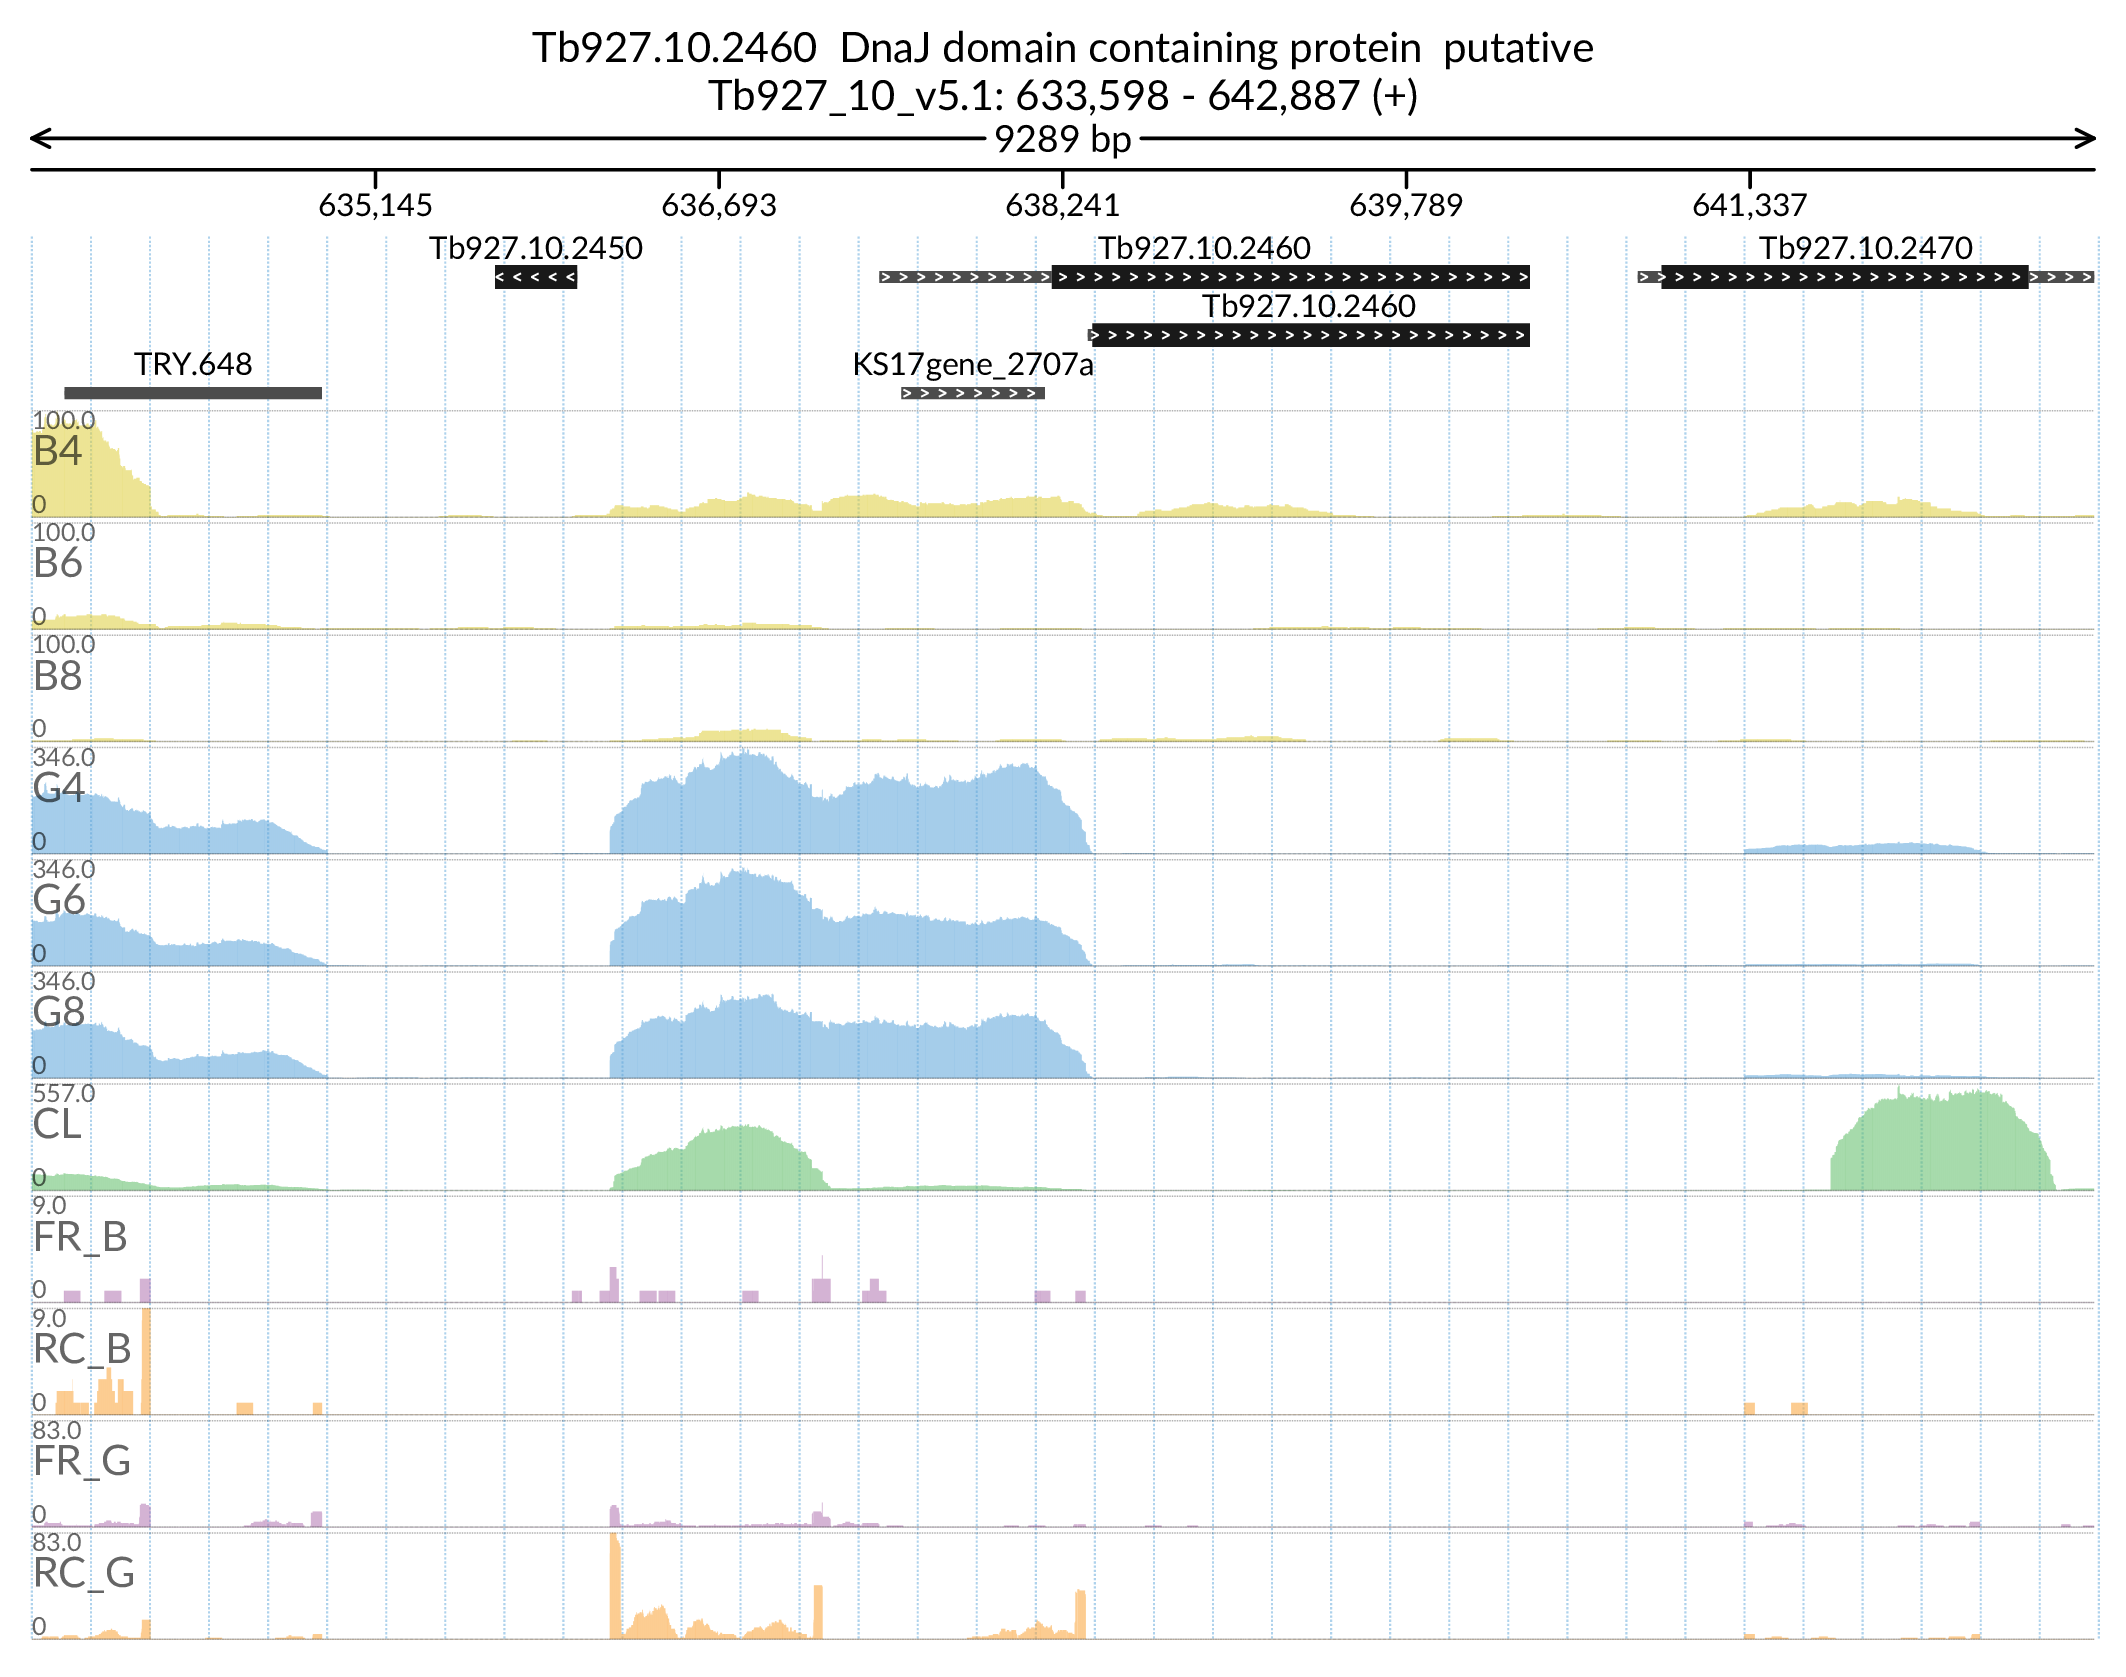 Tb927.10.2460  DnaJ domain containing protein  putative
Tb927_10_v5.1: 633,598 - 642,887 (+)
9289 bp
635,145 636,693 638,241 639,789 641,337
Tb927.10.2450 Tb927.10.2460 Tb927.10.2470
Tb927.10.2460
TRY.648 KS17gene_2707a
100.0
B4
0
100.0
B6
0
100.0
B8
0
346.0
G4
0
346.0
G6
0
346.0
G8
0
557.0
CL
0
9.0
FR_B
0
9.0
RC_B
0
83.0
FR_G
0
83.0
RC_G
0